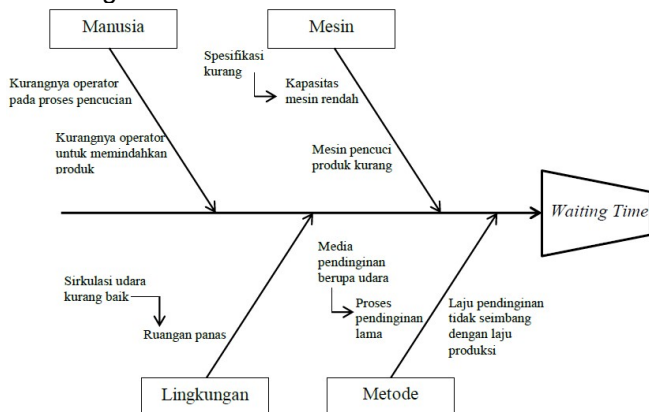 Manusia
Mesin
Spesifikasi
kurang
Kapasitas
mesin rendah
Kurangnya operator
pada proses pencucian
Kurangnya operator
untuk memindahkan
produk
Mesin pencuci
produk kurang
Waiting Time
Sirkulasi udara
kurang baik
Ruangan panas
Media
pendinginan
berupa udara
Proses
pendinginan
lama
Laju pendinginan
tidak seimbang
dengan laju
produksi
Lingkungan
Metode